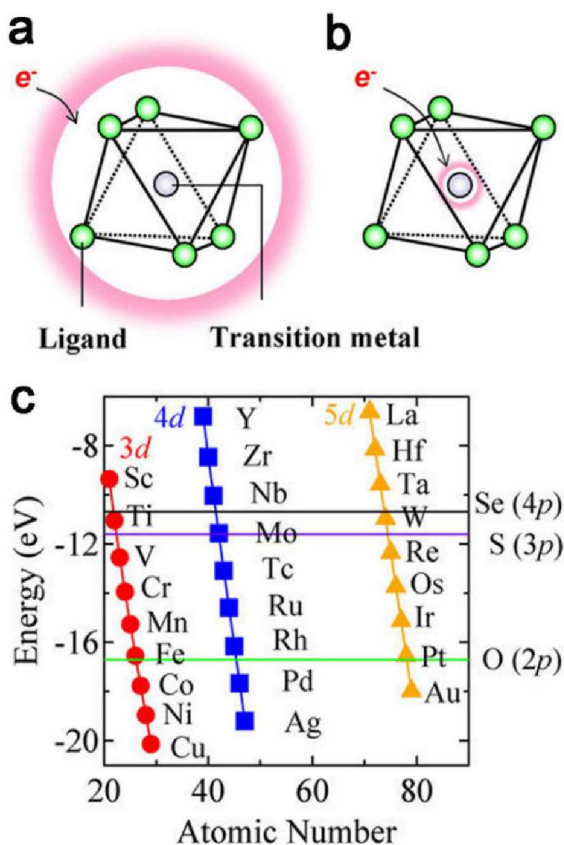 a
b
e-
e-
Ligand
Transition metal
c
3d
4d
5d
Sc
Ti
V
Cr
Mn
Fe
Co
Ni
Cu
Y
Zr
Nb
Mo
Tc
Ru
Rh
Pd
Ag
La
Hf
Ta
W
Re
Os
Ir
Pt
Au
Se (4p)
S (3p)
O (2p)
Energy (eV)
-8
-12
-16
-20
20
40
60
80
Atomic Number